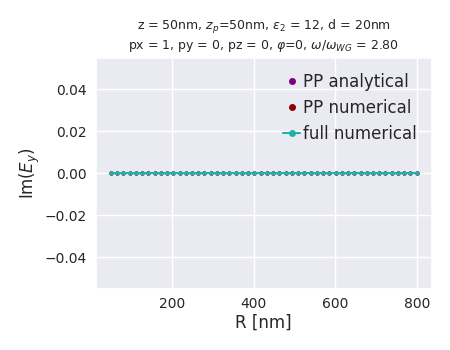 z = 50nm, z_p=50nm, ε_2 = 12, d = 20nm
px = 1, py = 0, pz = 0, φ=0, ω/ω_WG = 2.80
PP analytical
PP numerical
full numerical
0.04
0.02
0.00
−0.02
−0.04
Im(E_y)
200
400
600
800
R [nm]